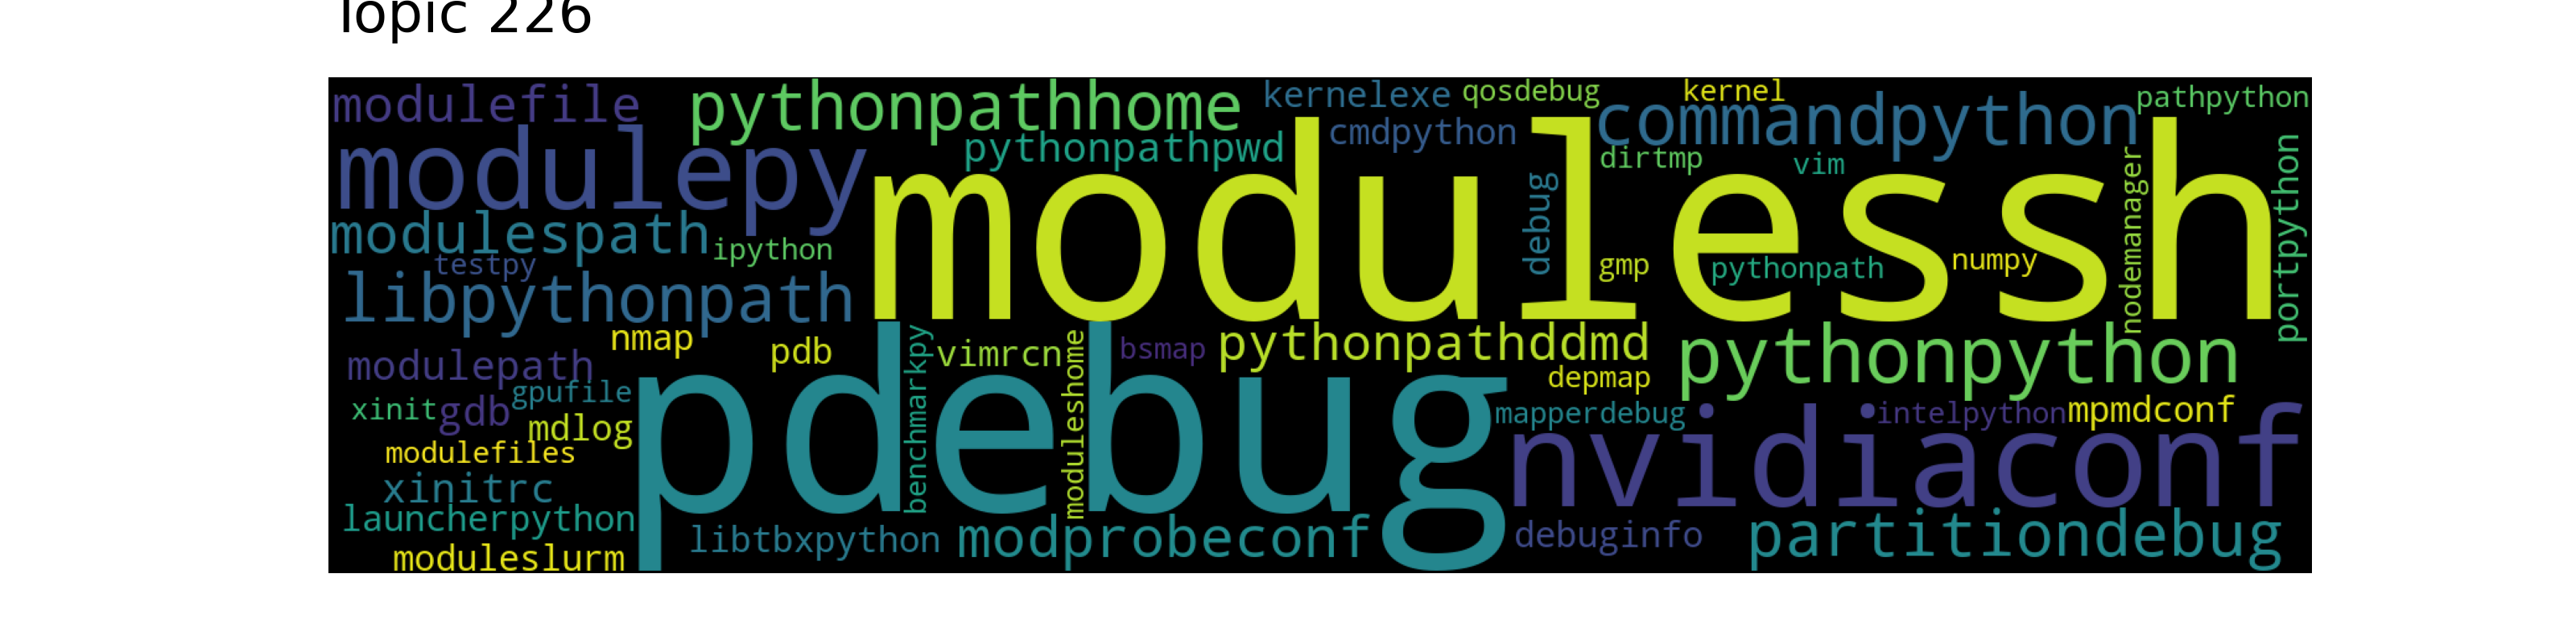 Topic 226
modulefile
pythonpathhome
kernelexe
qosdebug
kernel
pathpython
commandpython
cmdpython
pythonpathpwd
modulepy
dirtmp
vim
modulessh
debug
nodemanager
portpython
modulespath
ipython
testpy
gmp
pythonpath
numpy
libpythonpath
nmap
pdb
benchmarkpy
vimrcn
moduleshome
bsmap
pythonpathddmd
pythonpython
depmap
modulepath
gpufile
xinit
gdb
mdlog
pdebug
mapperdebug
intelpython
mpmdconf
nvidiaconf
modulefiles
xinitrc
launcherpython
libtbxpython
modprobeconf
debuginfo
partitiondebug
moduleslurm